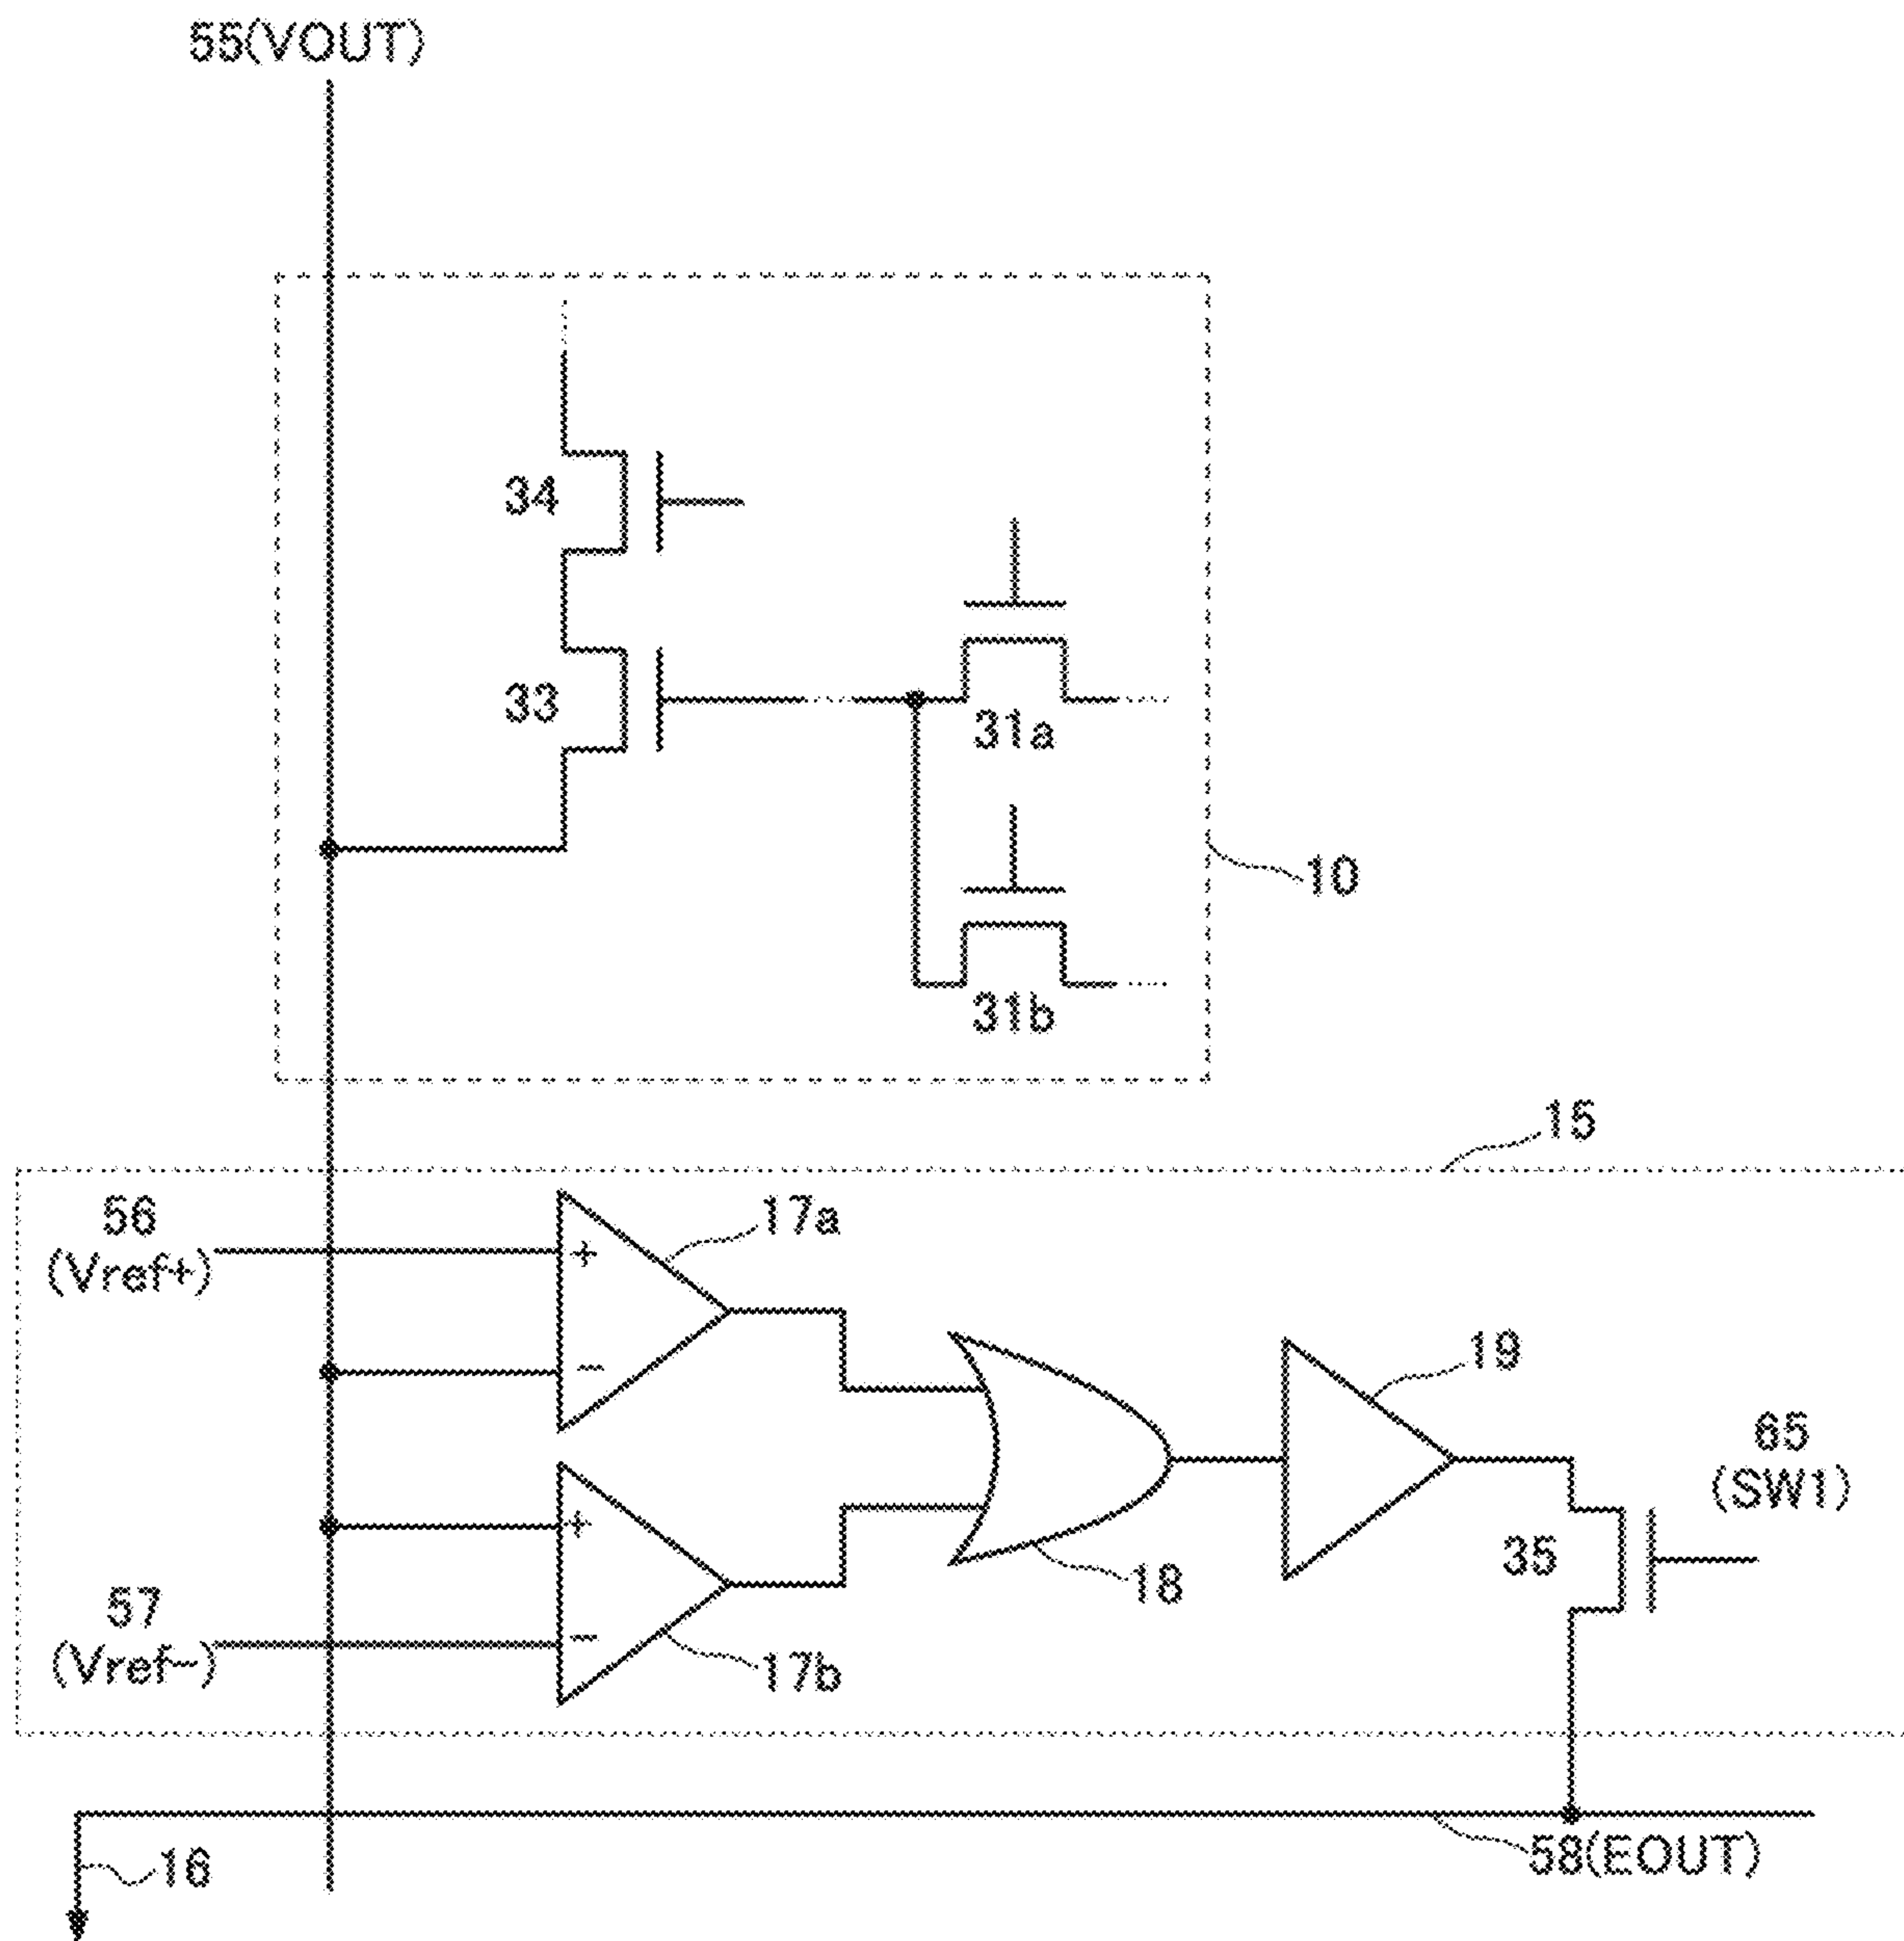 55(VOUT)
34
33
31a
31b
10
15
56
(Vref+)
17a
+
−
19
65
(SW1)
35
+
−
18
57
(Vref−)
17b
58(EOUT)
16